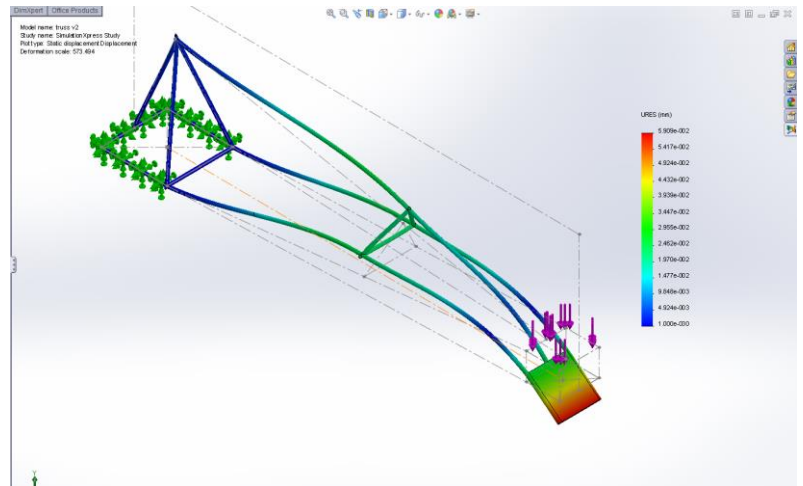 DimXpert Office Products
Model name: truss v2
Study name: SimulationXpress Study
Plot type: Static displacement Displacement
Deformation scale: 573.494
URES (mm)
5.909e-002
5.417e-002
4.924e-002
4.432e-002
3.939e-002
3.447e-002
2.955e-002
2.462e-002
1.970e-002
1.477e-002
9.848e-003
4.924e-003
1.000e-030
Y